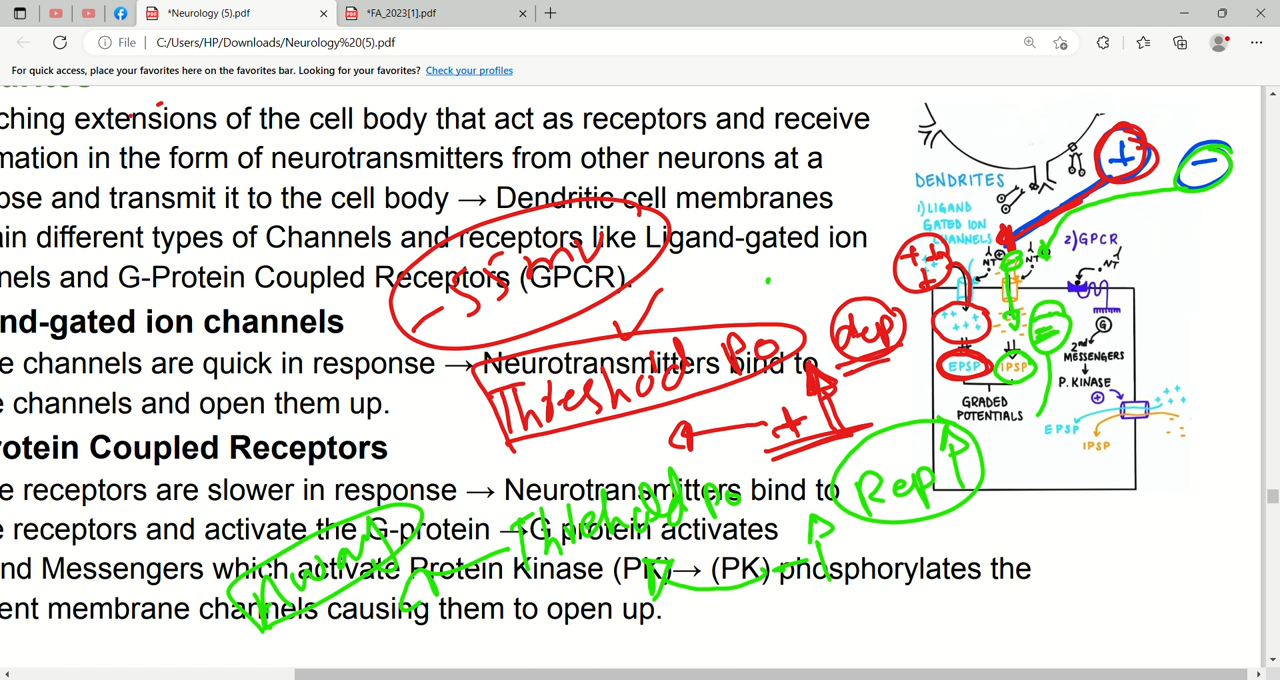 *Neurology (5).pdf
*FA_2023[1].pdf
File
C:/Users/HP/Downloads/Neurology%20(5).pdf
For quick access, place your favorites here on the favorites bar. Looking for your favorites? Check your profiles
ching extensions of the cell body that act as receptors and receive
mation in the form of neurotransmitters from other neurons at a
pse and transmit it to the cell body → Dendritic cell membranes
ain different types of Channels and receptors like Ligand-gated ion
nels and G-Protein Coupled Receptors (GPCR).
nd-gated ion channels
e channels are quick in response → Neurotransmitters bind to
e channels and open them up.
rotein Coupled Receptors
e receptors are slower in response → Neurotransmitters bind to
e receptors and activate the G-protein →G protein activates
nd Messengers which activate Protein Kinase (PK)→ (PK) phosphorylates the
ent membrane channels causing them to open up.
-55 mv
Threshod Po
dep
+
Rep
Threhold po
+
-
DENDRITES
1) LIGAND
GATED ION
CHANNELS
2) GPCR
NT
NT
NT
+++
EPSP
IPSP
GRADED
POTENTIALS
G
2nd
MESSENGERS
P. KINASE
EPSP
IPSP